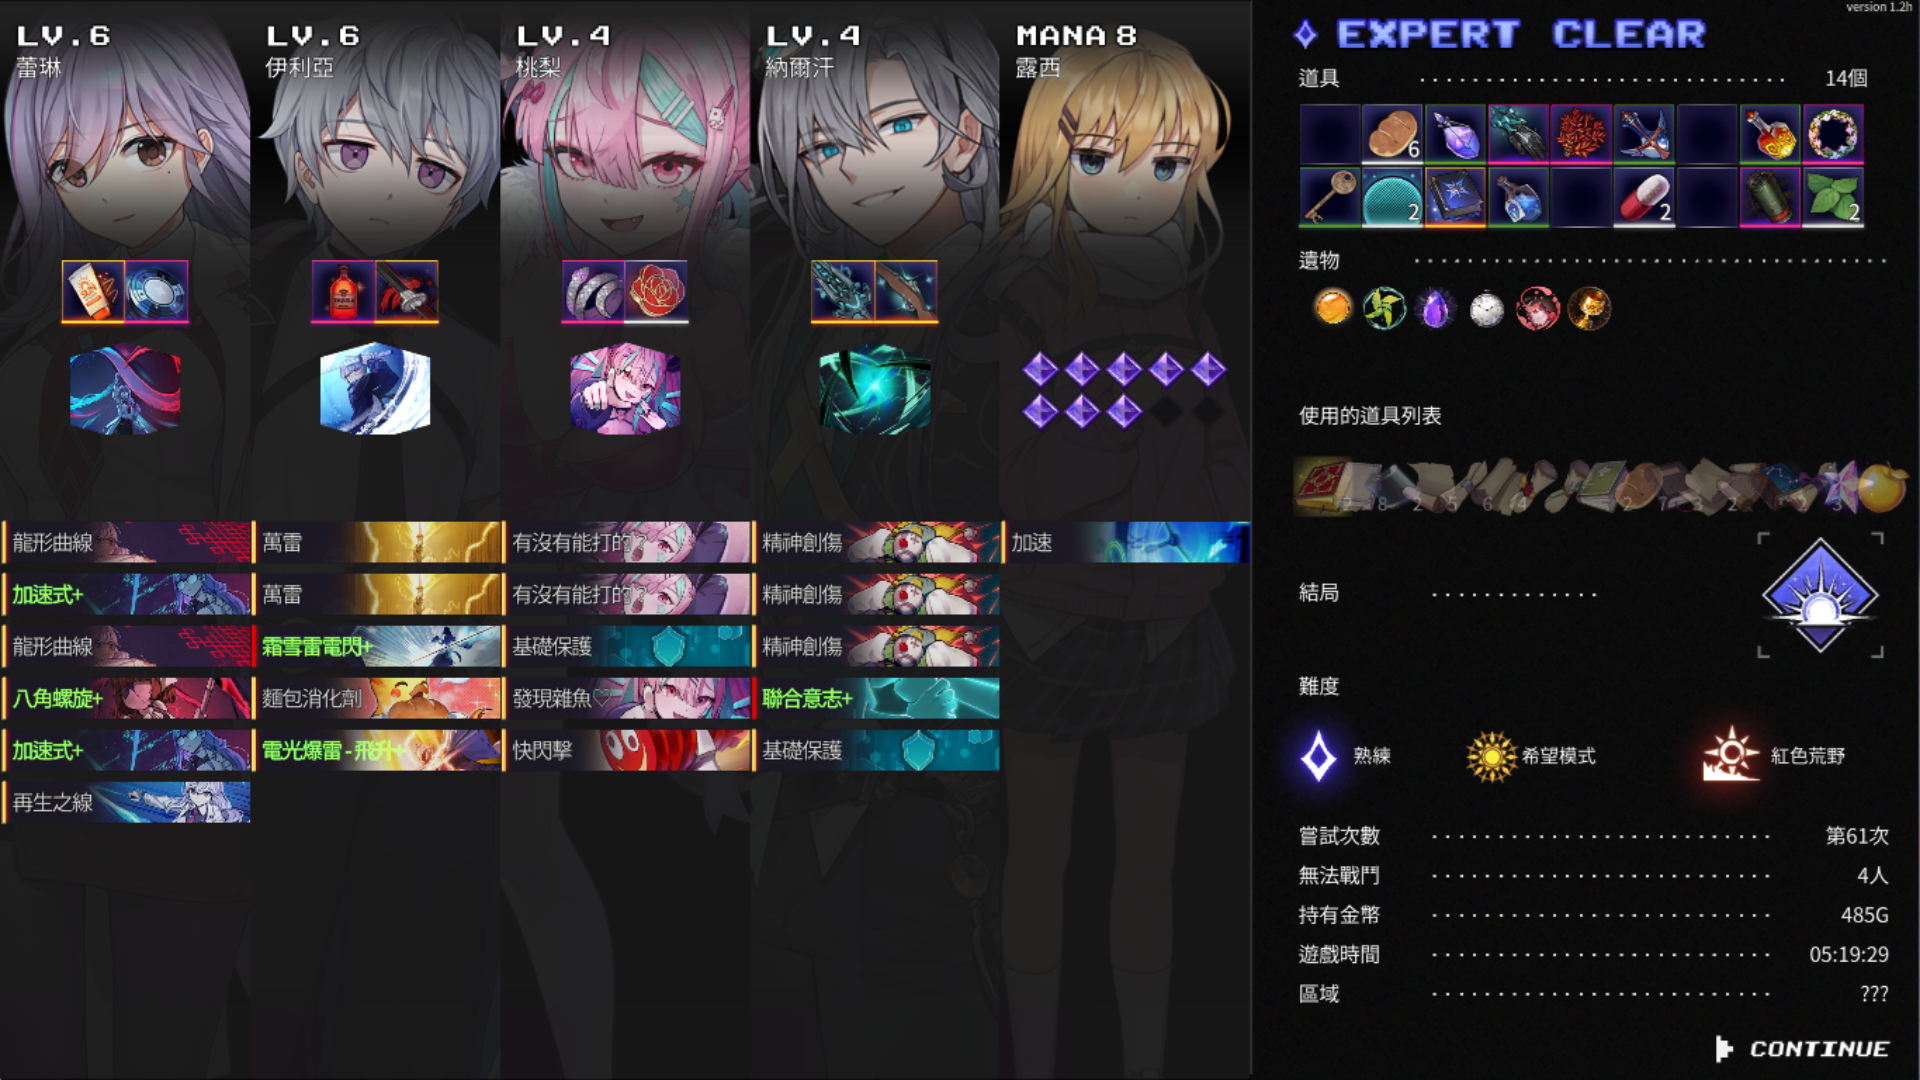 version 1.2h
LV.6
蕾琳
LV.6
伊利亞
LV.4
桃梨
LV.4
納爾汗
MANA 8
露西
龍形曲線
加速式+
龍形曲線
八角螺旋+
加速式+
再生之線
萬雷
萬雷
霜雪雷電閃+
麵包消化劑
電光爆雷-飛升+
有沒有能打的?
有沒有能打的?
基礎保護
發現雜魚♡
快閃擊
精神創傷
精神創傷
精神創傷
聯合意志+
基礎保護
加速
EXPERT CLEAR
道具 14個
6
2
2
2
遺物
使用的道具列表
結局
難度
熟練 希望模式 紅色荒野
嘗試次數 第61次
無法戰鬥 4人
持有金幣 485G
遊戲時間 05:19:29
區域 ???
CONTINUE